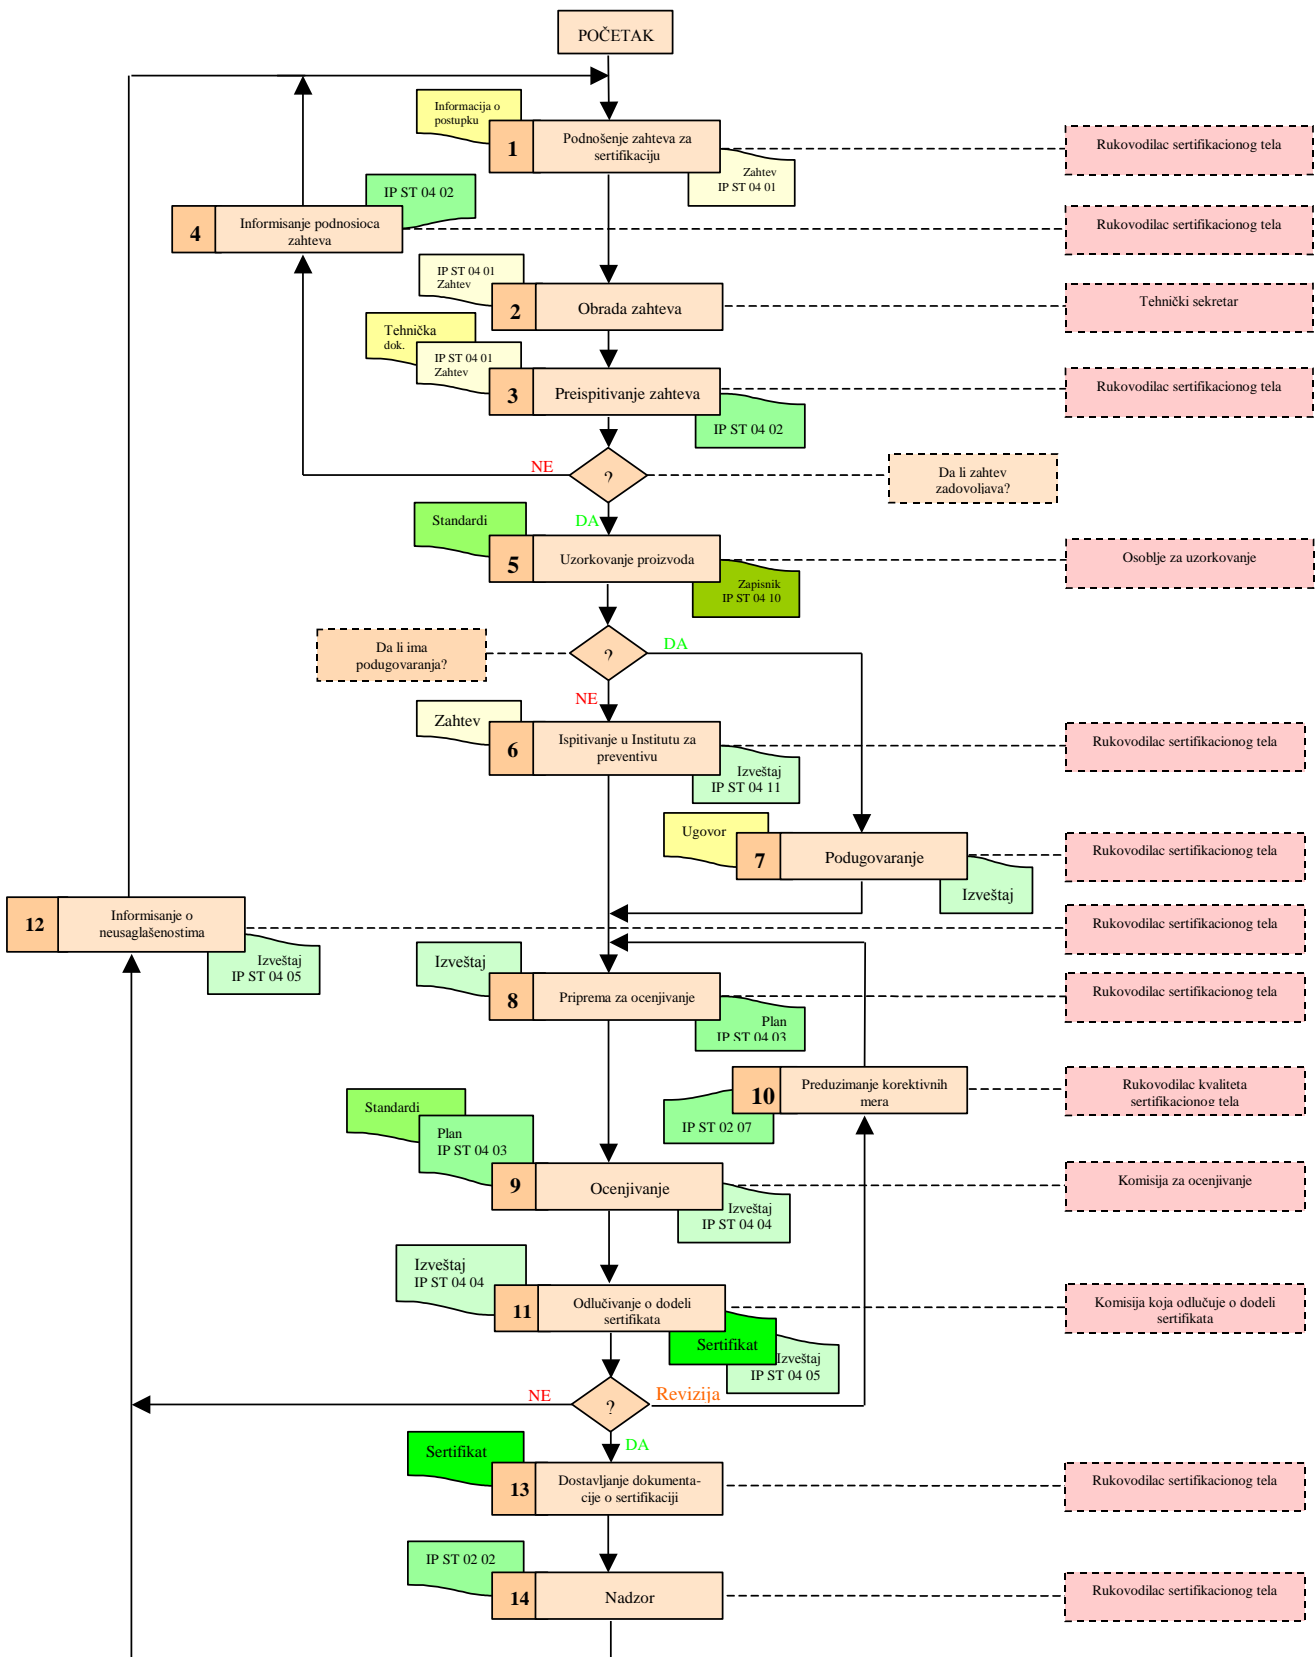 POČETAK
Informacija o
postupku
1
Podnošenje zahteva za
sertifikaciju
Zahtev
IP ST 04 01
Rukovodilac sertifikacionog tela
IP ST 04 02
4
Informisanje podnosioca
zahteva
Rukovodilac sertifikacionog tela
IP ST 04 01
Zahtev
2
Obrada zahteva
Tehnički sekretar
Tehnička
dok.
IP ST 04 01
Zahtev
3
Preispitivanje zahteva
IP ST 04 02
Rukovodilac sertifikacionog tela
NE
?
Da li zahtev
zadovoljava?
DA
Standardi
5
Uzorkovanje proizvoda
Zapisnik
IP ST 04 10
Osoblje za uzorkovanje
Da li ima
podugovaranja?
?
DA
NE
Zahtev
6
Ispitivanje u Institutu za
preventivu
Izveštaj
IP ST 04 11
Rukovodilac sertifikacionog tela
Ugovor
7
Podugovaranje
Izveštaj
Rukovodilac sertifikacionog tela
12
Informisanje o
neusaglašenostima
Izveštaj
IP ST 04 05
Rukovodilac sertifikacionog tela
Izveštaj
8
Priprema za ocenjivanje
Plan
IP ST 04 03
Rukovodilac sertifikacionog tela
10
Preduzimanje korektivnih
mera
IP ST 02 07
Rukovodilac kvaliteta
sertifikacionog tela
Standardi
Plan
IP ST 04 03
9
Ocenjivanje
Izveštaj
IP ST 04 04
Komisija za ocenjivanje
Izveštaj
IP ST 04 04
11
Odlučivanje o dodeli
sertifikata
Sertifikat
Izveštaj
IP ST 04 05
Komisija koja odlučuje o dodeli
sertifikata
NE
?
Revizija
DA
Sertifikat
13
Dostavljanje dokumenta-
cije o sertifikaciji
Rukovodilac sertifikacionog tela
IP ST 02 02
14
Nadzor
Rukovodilac sertifikacionog tela